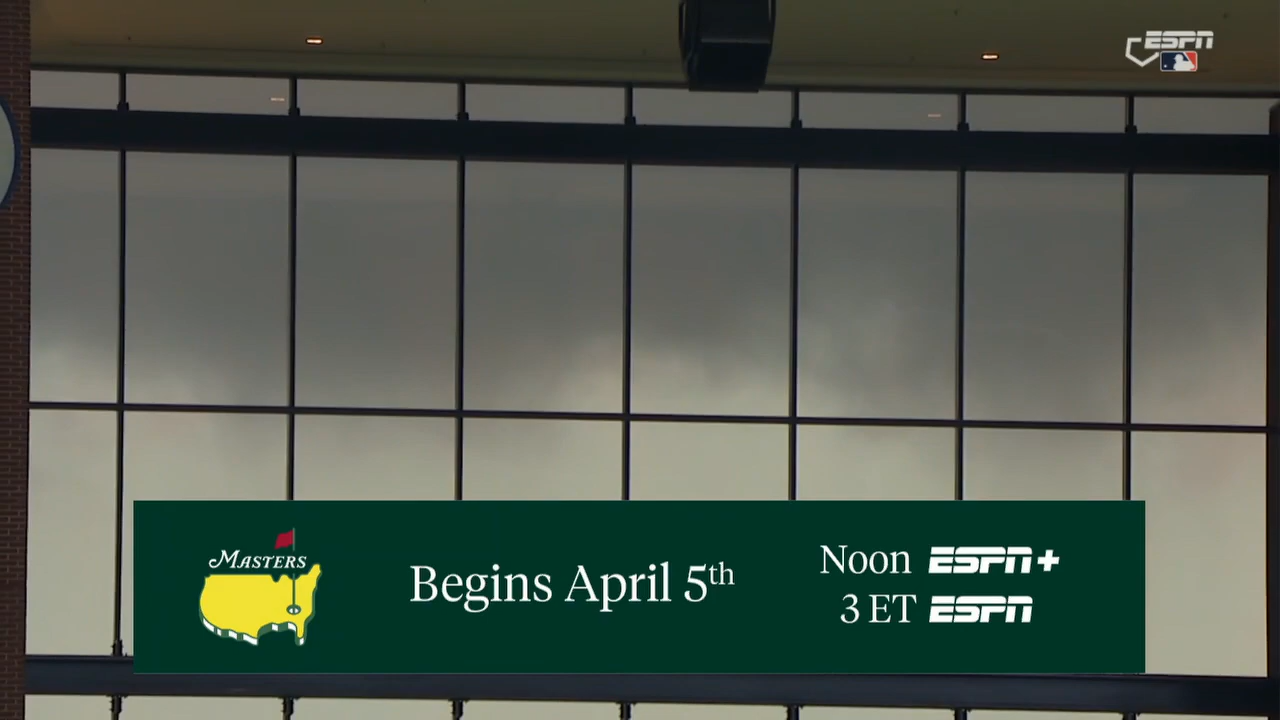 ESPN
MASTERS
Begins April 5th
Noon ESPN+
3 ET ESPN